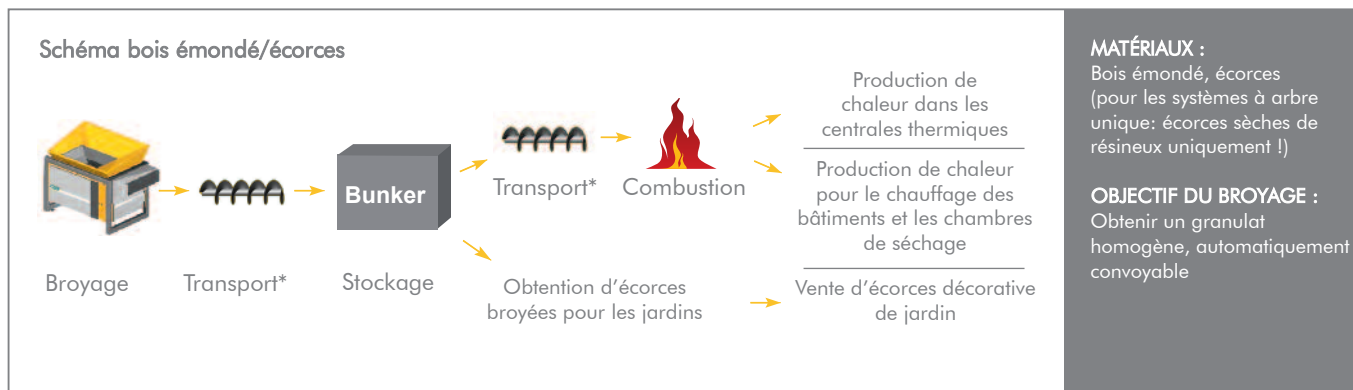 Schéma bois émondé/écorces
Broyage
Transport*
Bunker
Stockage
Transport*
Combustion
Production de
chaleur dans les
centrales thermiques
Production de chaleur
pour le chauffage des
bâtiments et les chambres
de séchage
Obtention d’écorces
broyées pour les jardins
Vente d’écorces décorative
de jardin
MATÉRIAUX :
Bois émondé, écorces
(pour les systèmes à arbre
unique: écorces sèches de
résineux uniquement !)
OBJECTIF DU BROYAGE :
Obtenir un granulat
homogène, automatiquement
convoyable